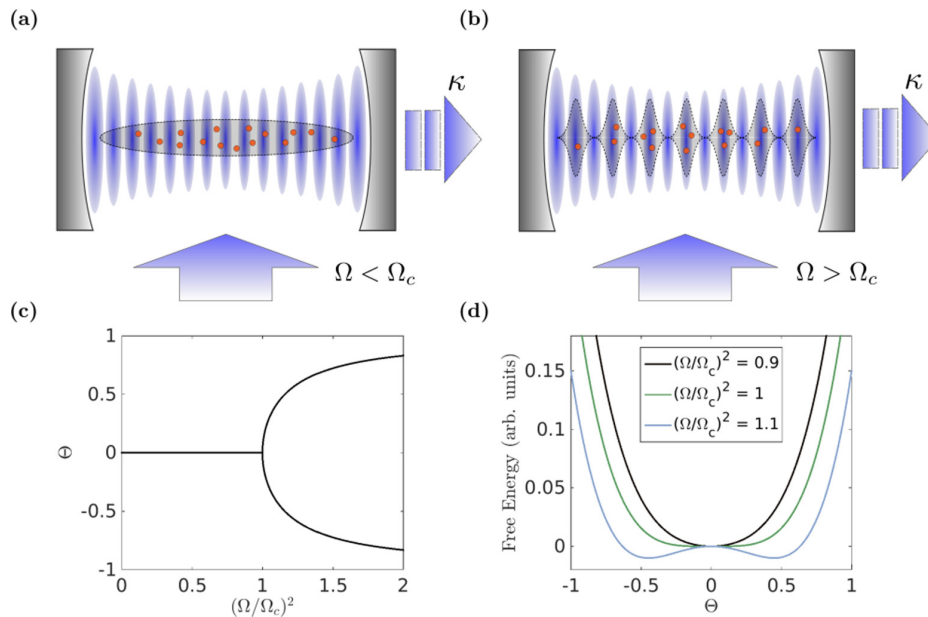 (a)
κ
Ω < Ω_c
(b)
κ
Ω > Ω_c
(c)
1
0.5
0
-0.5
-1
Θ
0 0.5 1 1.5 2
(Ω/Ω_c)^2
(d)
Free Energy (arb. units)
0.15
0.1
0.05
0
(Ω/Ω_c)^2 = 0.9
(Ω/Ω_c)^2 = 1
(Ω/Ω_c)^2 = 1.1
-1 -0.5 0 0.5 1
Θ